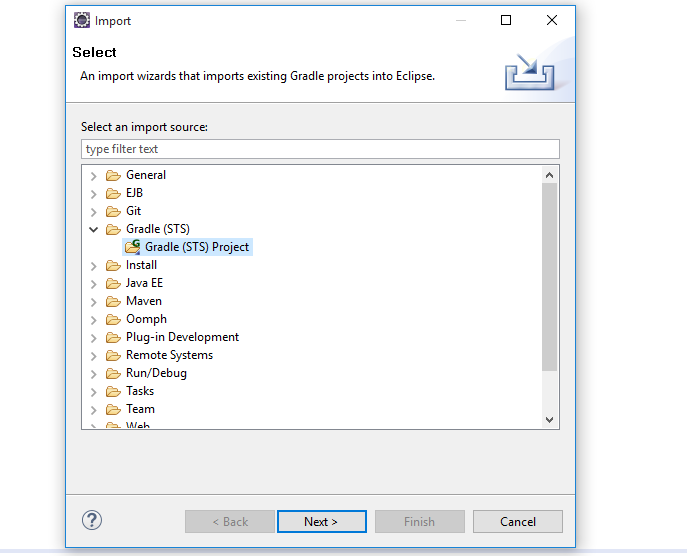 Import
Select
An import wizards that imports existing Gradle projects into Eclipse.
Select an import source:
type filter text
General
EJB
Git
Gradle (STS)
Gradle (STS) Project
Install
Java EE
Maven
Oomph
Plug-in Development
Remote Systems
Run/Debug
Tasks
Team
Web
?
< Back
Next >
Finish
Cancel